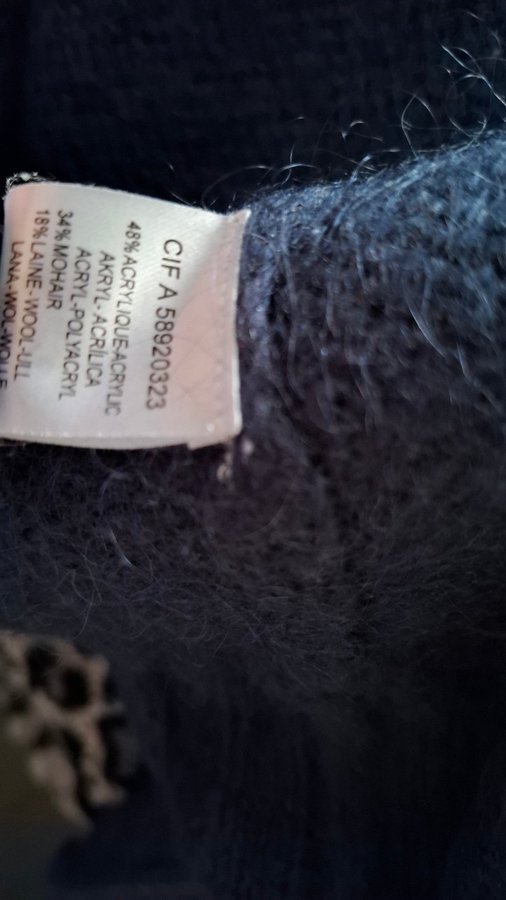 CIF A 58920323
48% ACRYLIQUE-ACRYLIC
AKRYL-ACRÍLICA
ACRYL-POLYACRYL
34% MOHAIR
18% LAINE-WOOL-ULL
LANA-WOL-WOLLE